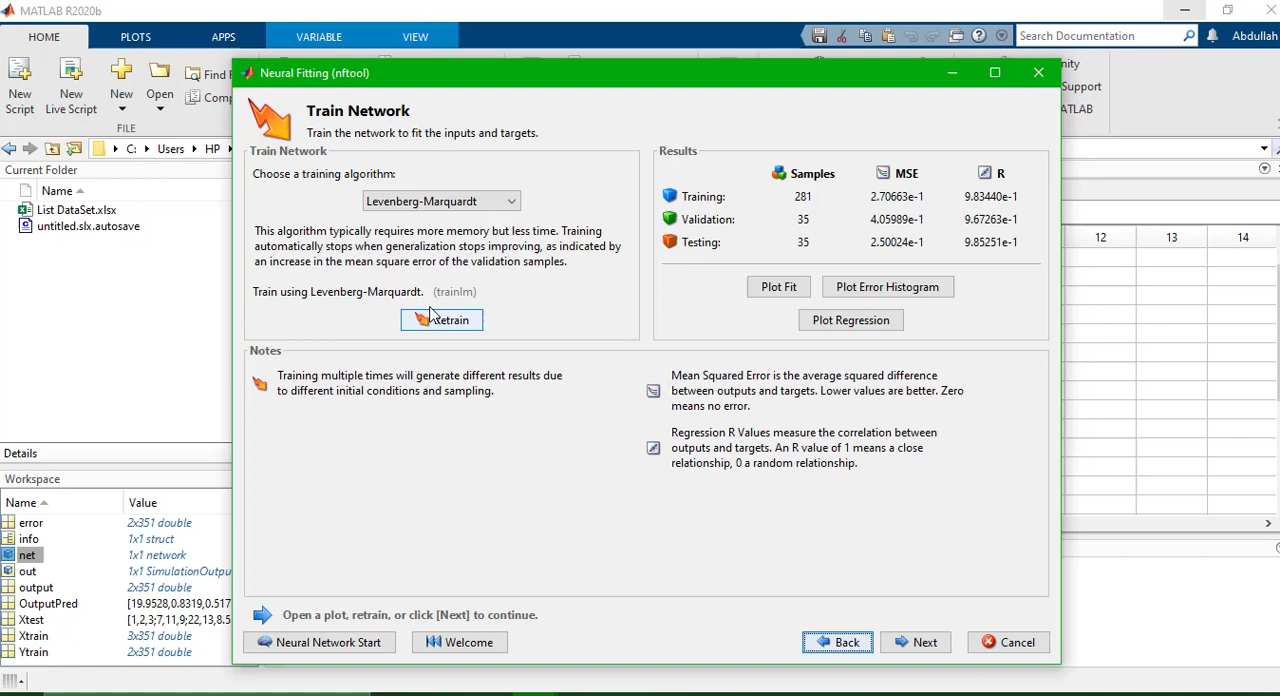 MATLAB R2020b
HOME
PLOTS
APPS
VARIABLE
VIEW
Search Documentation
Abdullah
New Script
New Live Script
New
Open
Find F
Comp
FILE
nity
Support
ATLAB
C: Users HP
Current Folder
Name
List DataSet.xlsx
untitled.slx.autosave
Details
Workspace
Name Value
error 2x351 double
info 1x1 struct
net 1x1 network
out 1x1 SimulationOutpu
output 2x351 double
OutputPred [19.9528,0.8319,0.517
Xtest [1,2,3;7,11,9;22,13,8.5
Xtrain 3x351 double
Ytrain 2x351 double
Neural Fitting (nftool)
Train Network
Train the network to fit the inputs and targets.
Train Network
Choose a training algorithm:
Levenberg-Marquardt
This algorithm typically requires more memory but less time. Training
automatically stops when generalization stops improving, as indicated by
an increase in the mean square error of the validation samples.
Train using Levenberg-Marquardt. (trainlm)
Retrain
Results
Samples MSE R
Training: 281 2.70663e-1 9.83440e-1
Validation: 35 4.05989e-1 9.67263e-1
Testing: 35 2.50024e-1 9.85251e-1
Plot Fit
Plot Error Histogram
Plot Regression
Notes
Training multiple times will generate different results due
to different initial conditions and sampling.
Mean Squared Error is the average squared difference
between outputs and targets. Lower values are better. Zero
means no error.
Regression R Values measure the correlation between
outputs and targets. An R value of 1 means a close
relationship, 0 a random relationship.
Open a plot, retrain, or click [Next] to continue.
Neural Network Start
Welcome
Back
Next
Cancel
12 13 14